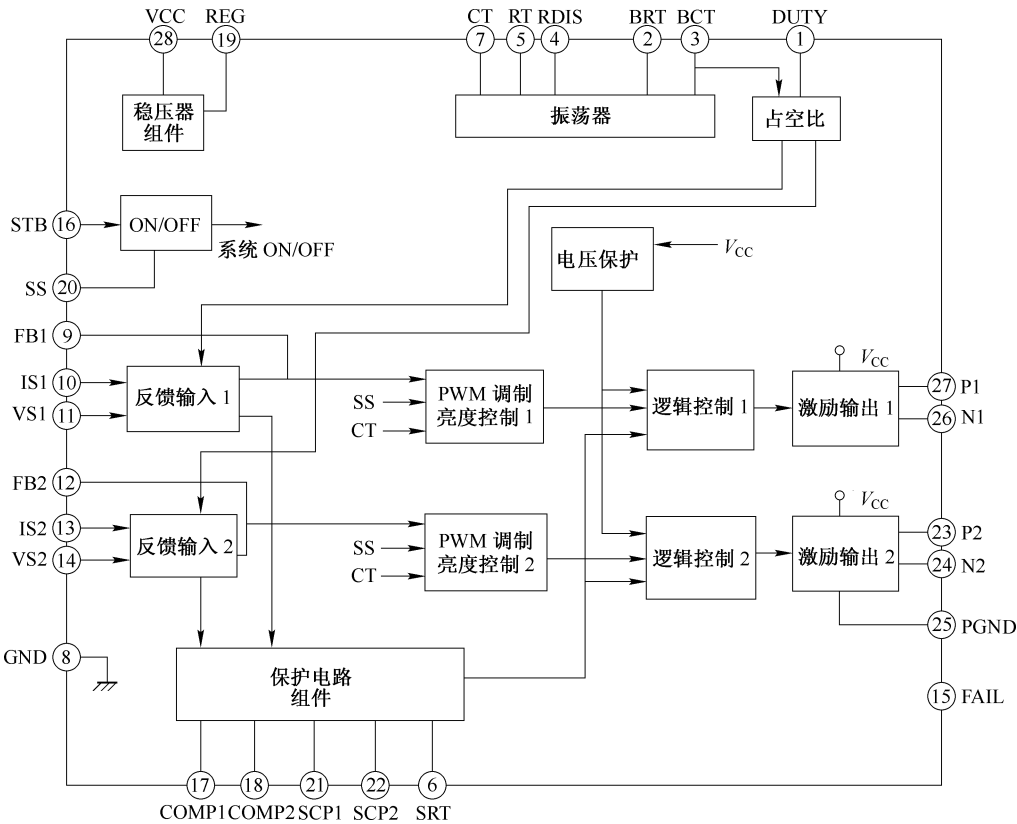 VCC REG CT RT RDIS BRT BCT DUTY
28 19 7 5 4 2 3 1
稳压器
组件
振荡器
占空比
STB 16 ON/OFF
系统 ON/OFF
SS 20
电压保护
VCC
FB1 9
IS1 10
VS1 11
反馈输入 1
SS
CT
PWM 调制
亮度控制 1
逻辑控制 1
VCC
激励输出 1
27 P1
26 N1
FB2 12
IS2 13
VS2 14
反馈输入 2
SS
CT
PWM 调制
亮度控制 2
逻辑控制 2
VCC
激励输出 2
23 P2
24 N2
25 PGND
GND 8
保护电路
组件
15 FAIL
17 18 21 22 6
COMP1 COMP2 SCP1 SCP2 SRT